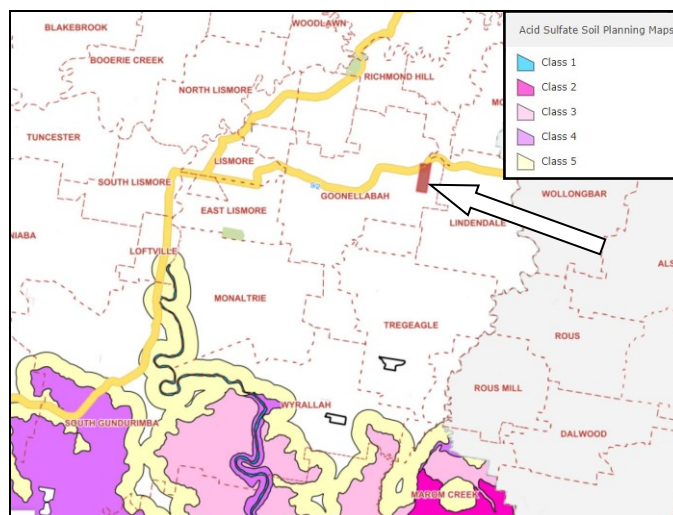 Acid Sulfate Soil Planning Maps
Class 1
Class 2
Class 3
Class 4
Class 5
WOODLAWN
BLAKEBROOK
BOOERIE CREEK
RICHMOND HILL
NORTH LISMORE
TUNCESTER
LISMORE
SOUTH LISMORE
GOONELLABAH
WOLLONGBAR
EAST LISMORE
LINDENDALE
NIABA
LOFTVILLE
MONALTRIE
TREGEAGLE
ROUS
ROUS MILL
WYRALLAH
SOUTH GUNDURIMBA
DALWOOD
MAROM CREEK